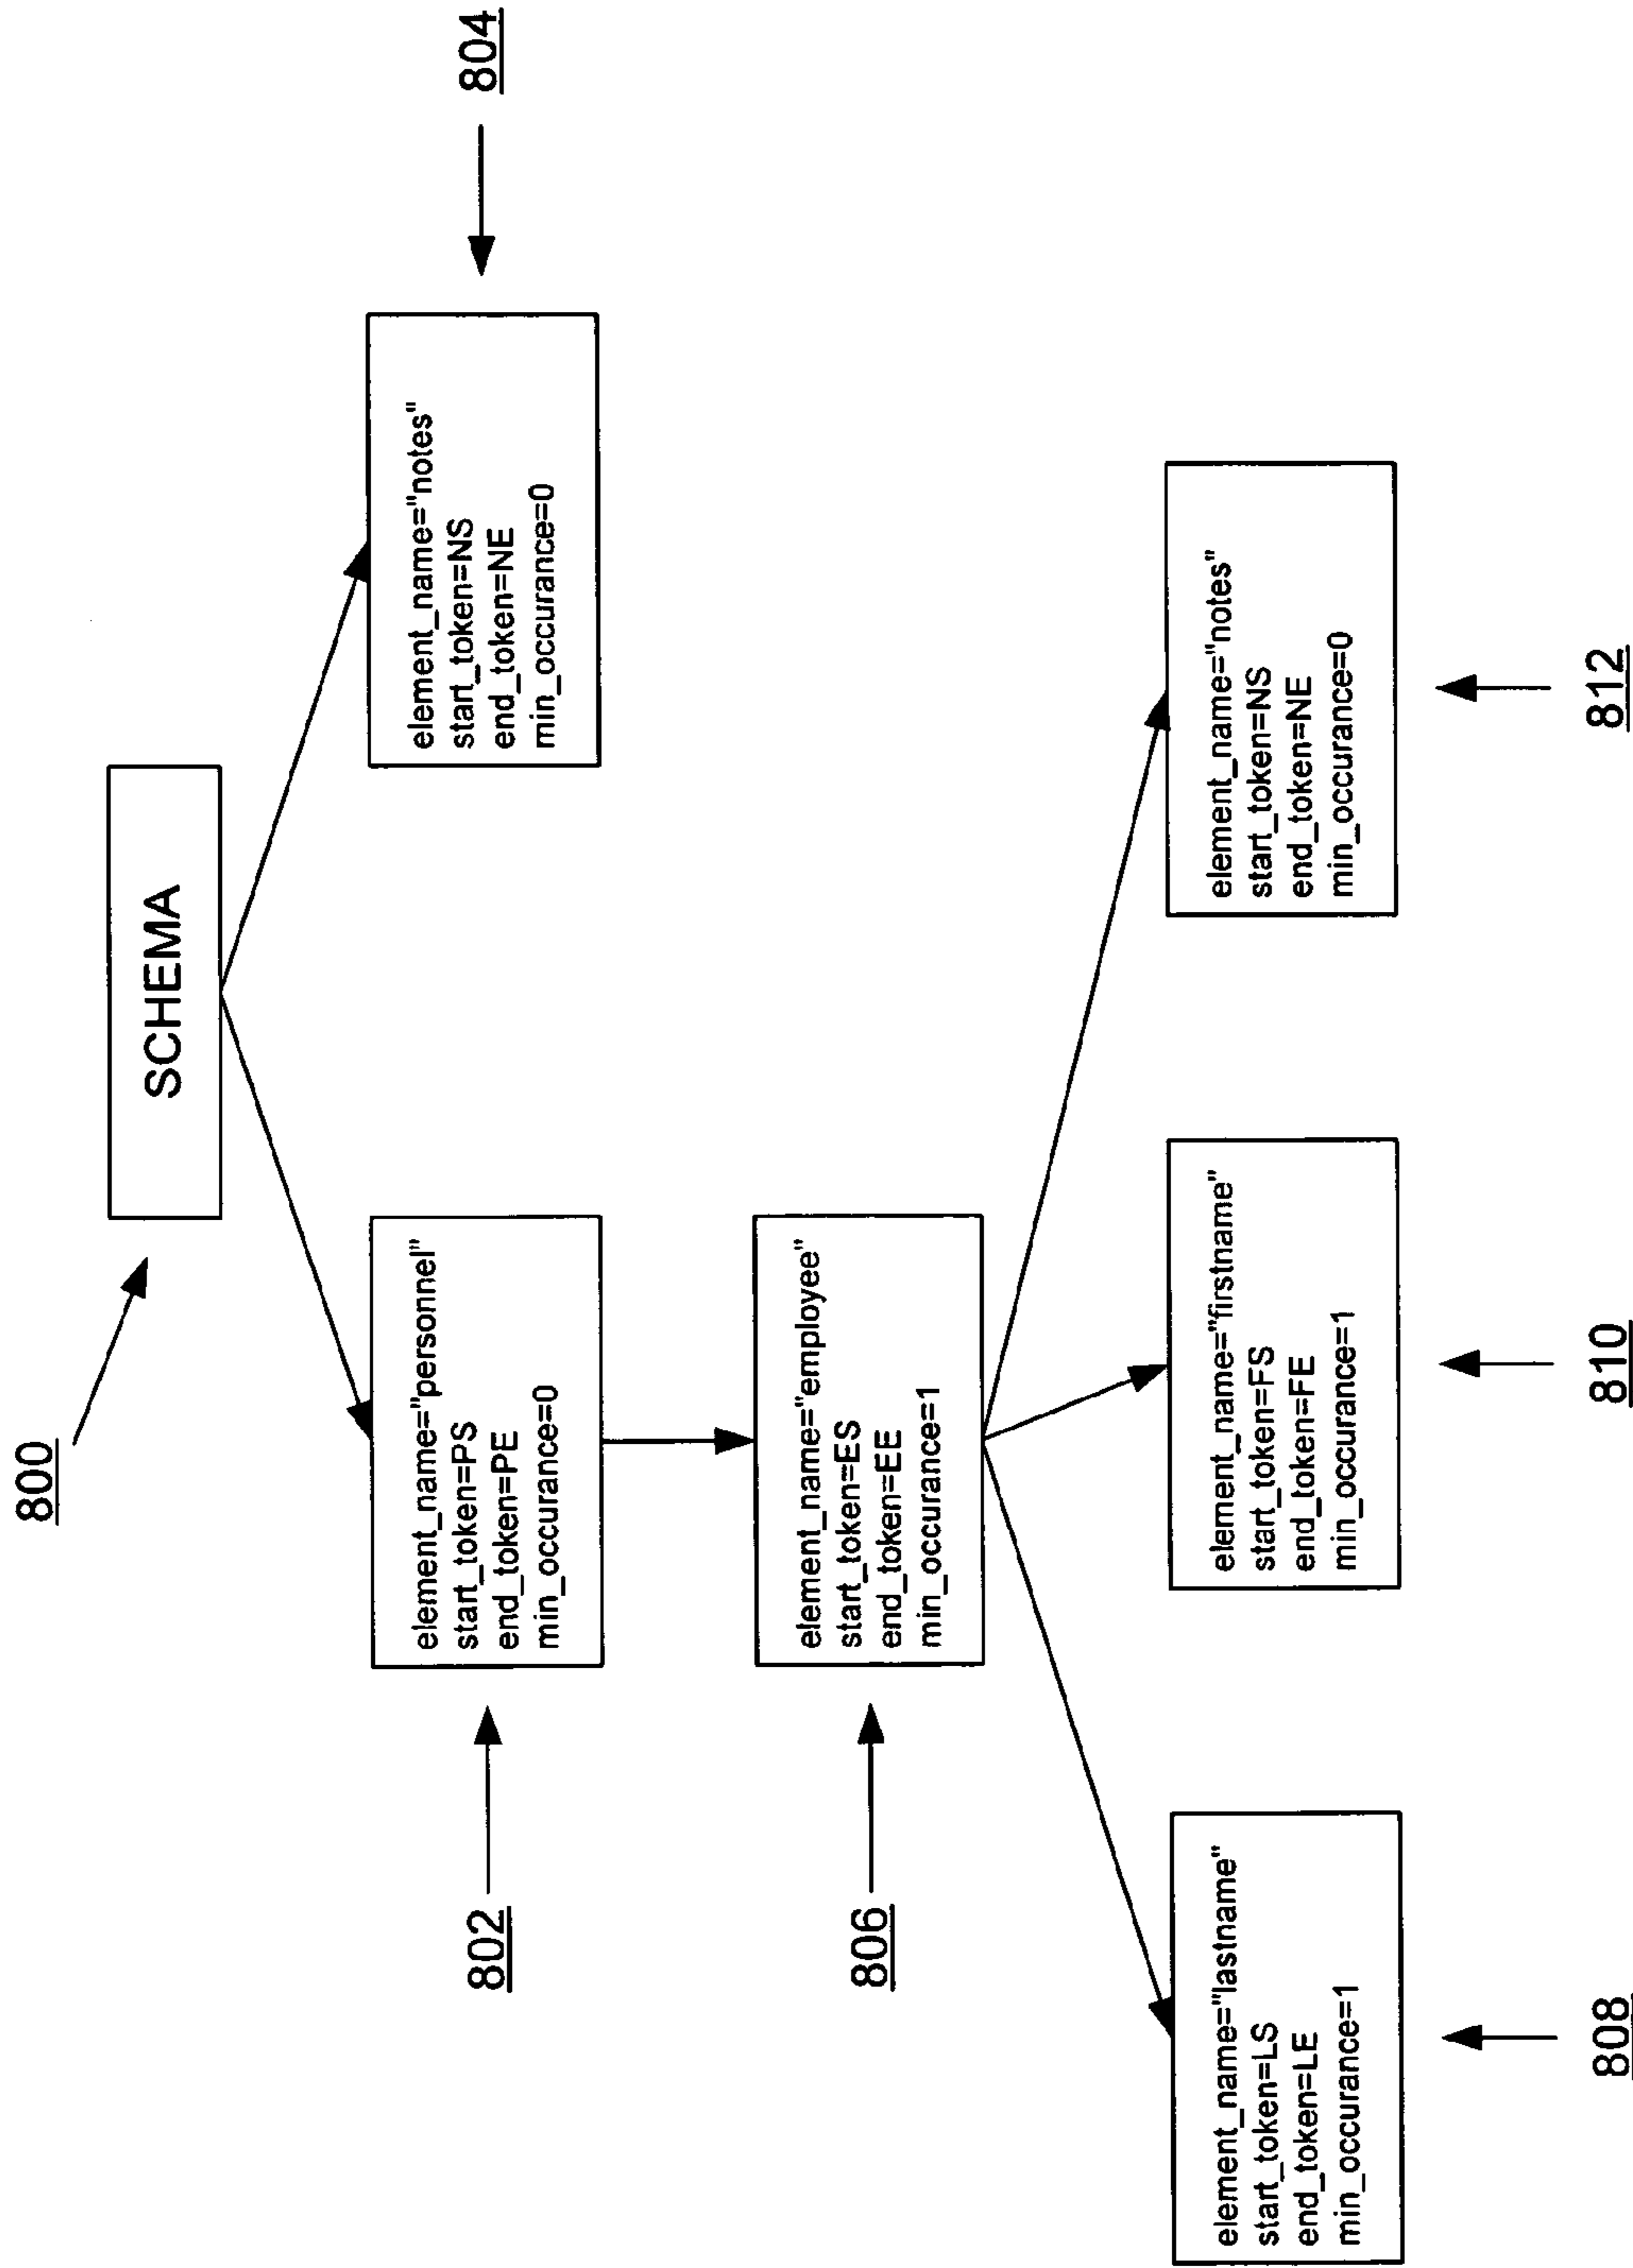 800
SCHEMA
804
802
element_name="personnel"
start_token=PS
end_token=PE
min_occurance=0
element_name="notes"
start_token=NS
end_token=NE
min_occurance=0
806
element_name="employee"
start_token=ES
end_token=EE
min_occurance=1
element_name="lastname"
start_token=LS
end_token=LE
min_occurance=1
element_name="firstname"
start_token=FS
end_token=FE
min_occurance=1
element_name="notes"
start_token=NS
end_token=NE
min_occurance=0
808
810
812